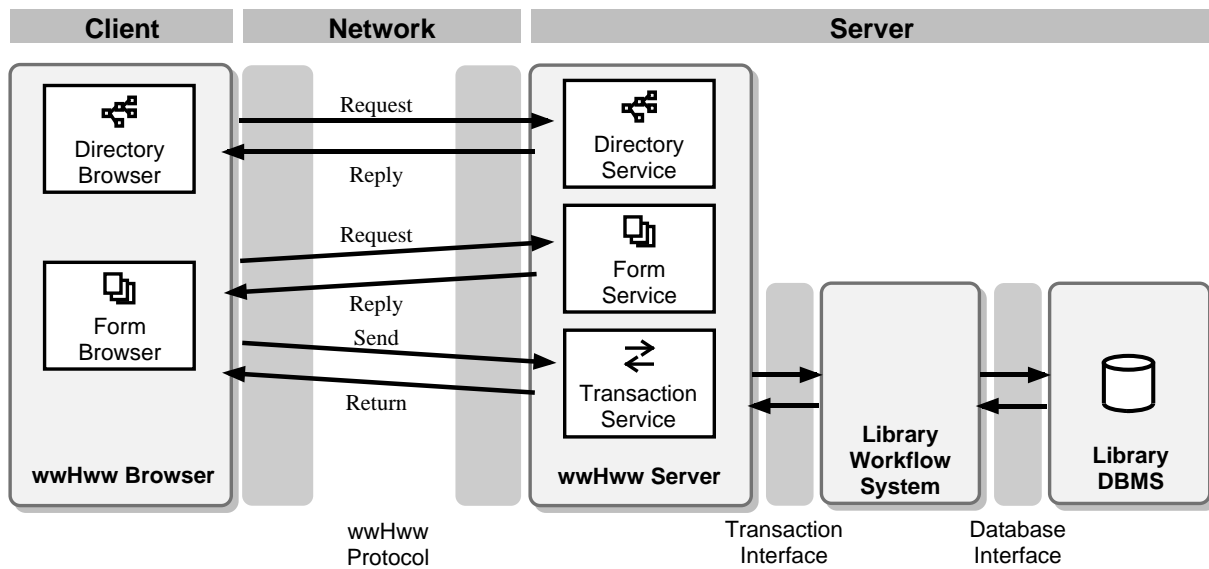 Client
Network
Server
Directory
Browser
Request
Reply
Directory
Service
Request
Reply
Form
Service
Form
Browser
Send
Return
Transaction
Service
wwHww Browser
wwHww Server
Library
Workflow
System
Library
DBMS
wwHww
Protocol
Transaction
Interface
Database
Interface